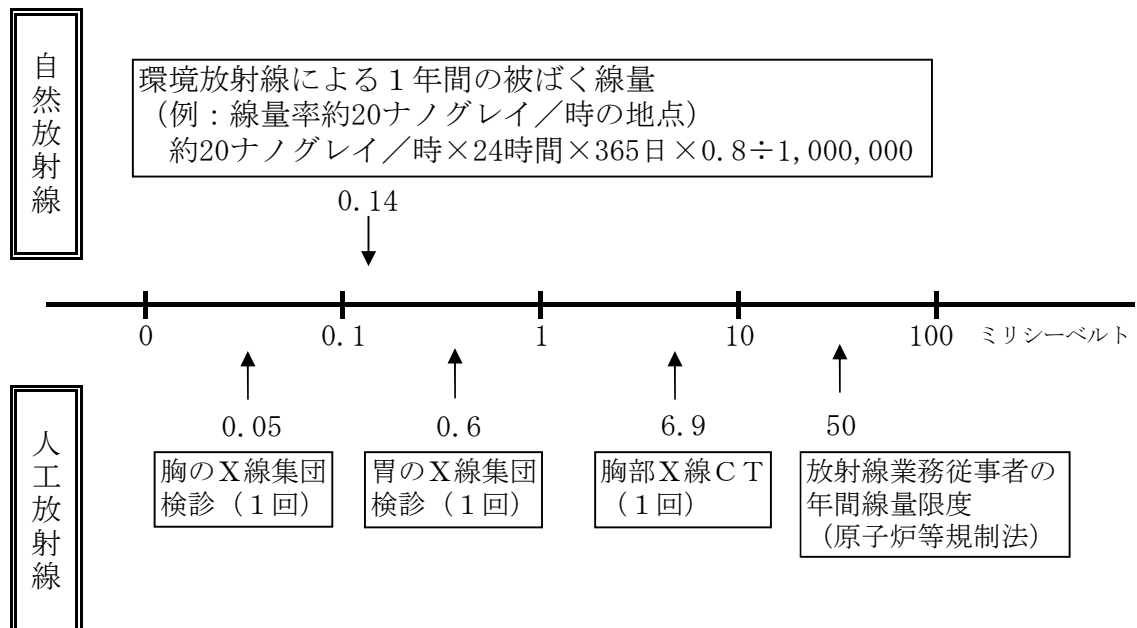 自然放射線
環境放射線による１年間の被ばく線量
（例：線量率約20ナノグレイ／時の地点）
約20ナノグレイ／時×24時間×365日×0.8÷1,000,000
0.14
0 0.1 1 10 100 ミリシーベルト
人工放射線
0.05 0.6 6.9 50
胸のＸ線集団
検診（１回）
胃のＸ線集団
検診（１回）
胸部Ｘ線ＣＴ
（１回）
放射線業務従事者の
年間線量限度
（原子炉等規制法）